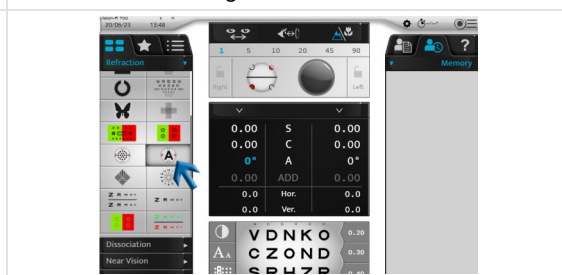 20/06/23 13:48
Refraction
Memory
1 5 10 20 45 90
Right Left
0.00 S 0.00
0.00 C 0.00
0° A 0°
0.00 ADD 0.00
0.0 Hor. 0.0
0.0 Ver. 0.0
A
Dissociation
Near Vision
V D N K O 0.20
C Z O N D 0.30
S R H Z R 0.40